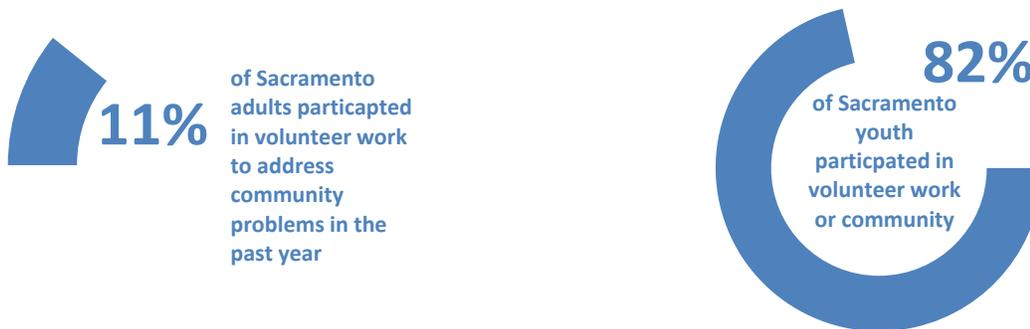 11%
of Sacramento
adults particapted
in volunteer work
to address
community
problems in the
past year
82%
of Sacramento
youth
particpated in
volunteer work
or community